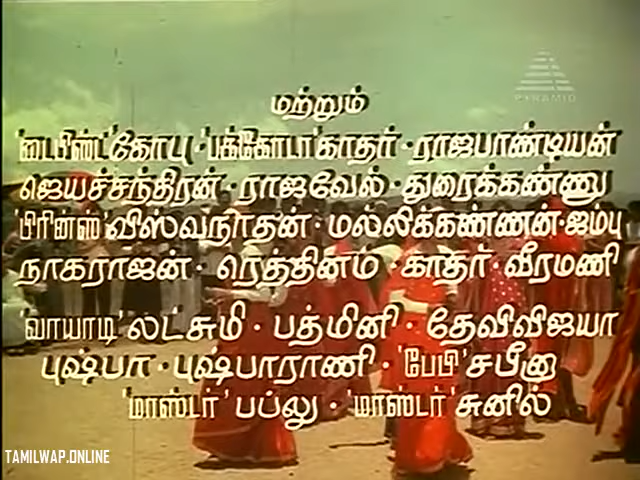 மற்றும்
PYRAMID
'டைபிஸ்ட்' கோபு · 'பக்கோடா' காதர் · ராஜபாண்டியன்
ஜெயச்சந்திரன் · ராஜவேல் · துரைக்கண்ணு
'பிரின்ஸ்' விஸ்வநாதன் · மல்லிக்கண்ணன் · ஜம்பு
நாகராஜன் · ரெத்தினம் · காதர் · வீரமணி
'வாயாடி' லட்சுமி · பத்மினி · தேவிவிஜயா
புஷ்பா · புஷ்பாராணி · 'பேபி' சபீனா
'மாஸ்டர்' பப்லு · 'மாஸ்டர்' சுனில்
TAMILWAP.ONLINE